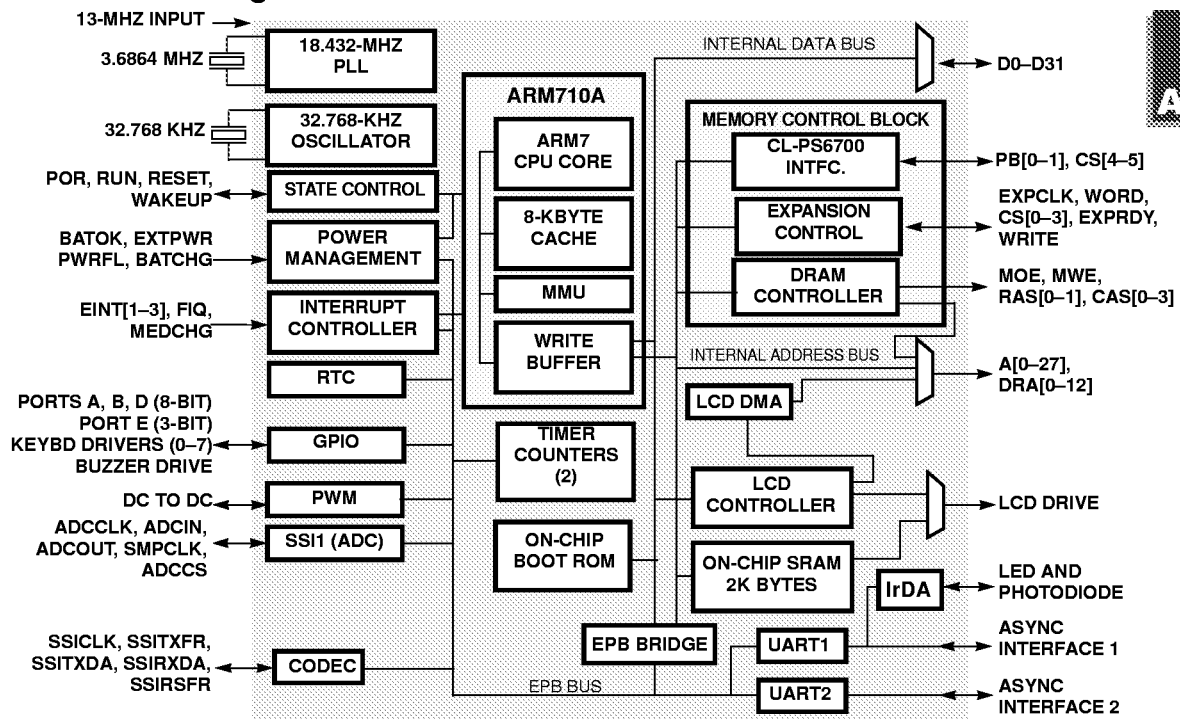 13-MHZ INPUT
3.6864 MHZ
18.432-MHZ
PLL
32.768 KHZ
32.768-KHZ
OSCILLATOR
POR, RUN, RESET,
WAKEUP
STATE CONTROL
BATOK, EXTPWR
PWRFL, BATCHG
POWER
MANAGEMENT
EINT[1–3], FIQ,
MEDCHG
INTERRUPT
CONTROLLER
RTC
PORTS A, B, D (8-BIT)
PORT E (3-BIT)
KEYBD DRIVERS (0–7)
BUZZER DRIVE
GPIO
DC TO DC
PWM
ADCCLK, ADCIN,
ADCOUT, SMPCLK,
ADCCS
SSI1 (ADC)
SSICLK, SSITXFR,
SSITXDA, SSIRXDA,
SSIRSFR
CODEC
ARM710A
ARM7
CPU CORE
8-KBYTE
CACHE
MMU
WRITE
BUFFER
TIMER
COUNTERS
(2)
ON-CHIP
BOOT ROM
EPB BRIDGE
EPB BUS
INTERNAL DATA BUS
D0–D31
MEMORY CONTROL BLOCK
CL-PS6700
INTFC.
PB[0–1], CS[4–5]
EXPANSION
CONTROL
EXPCLK, WORD,
CS[0–3], EXPRDY,
WRITE
DRAM
CONTROLLER
MOE, MWE,
RAS[0–1], CAS[0–3]
INTERNAL ADDRESS BUS
A[0–27],
DRA[0–12]
LCD DMA
LCD
CONTROLLER
LCD DRIVE
ON-CHIP SRAM
2K BYTES
IrDA
LED AND
PHOTODIODE
UART1
ASYNC
INTERFACE 1
UART2
ASYNC
INTERFACE 2